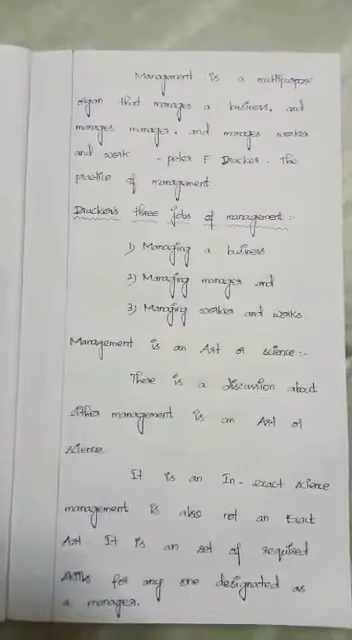 Management is a multipurpose
organ that manages a business, and
manages manager, and manages worker
and work - peter F Drucker. The
practice of management.
Drucker's three jobs of management:-
1) Managing a business
2) Managing manager and
3) Managing worker and works.
Management is an Art or science:-
There is a discussion about
either management is an Art or
science.
It is an In-exact science
management is also not an Exact
Art. It is an set of required
skills for any one designated as
a manager.